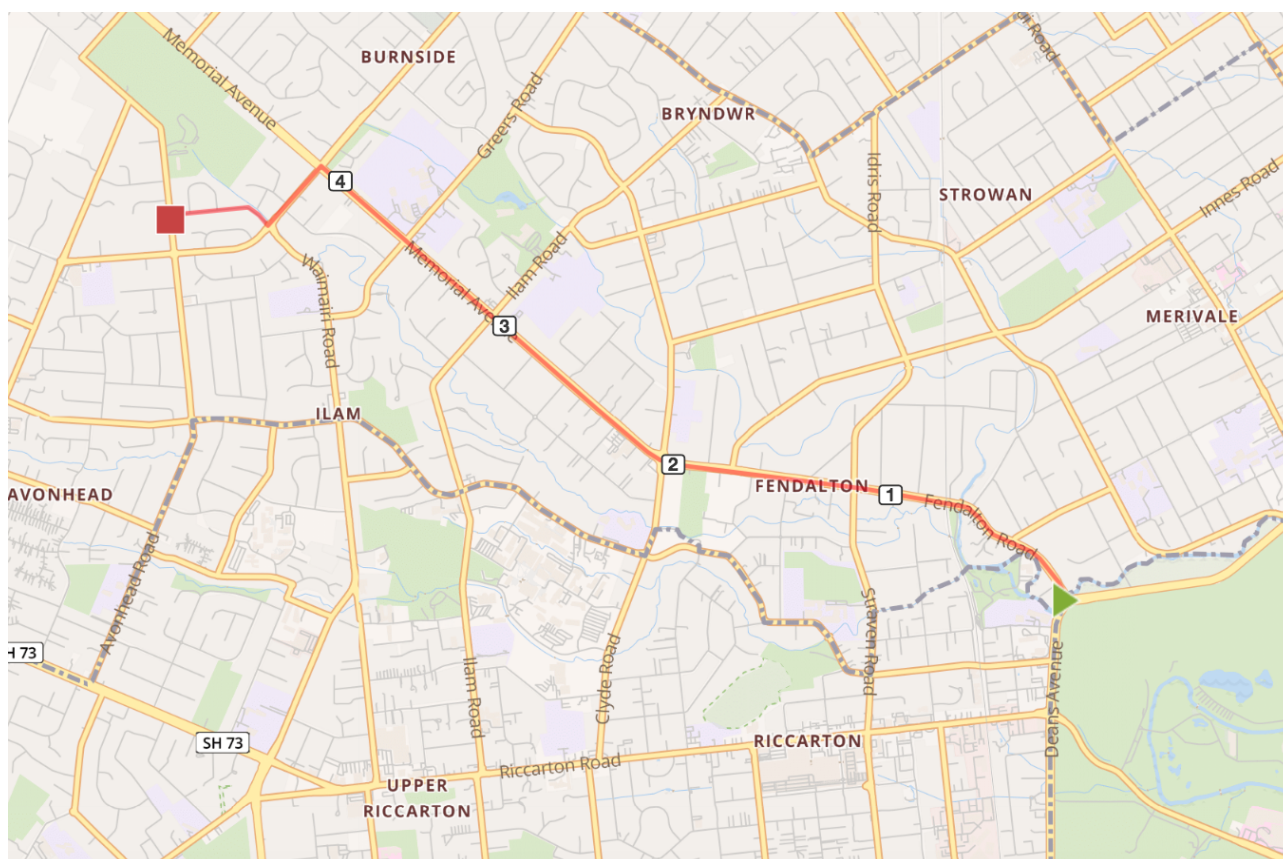 BURNSIDE
Memorial Avenue
Greers Road
BRYNDWR
al Road
Idris Road
STROWAN
Innes Road
4
Waimairi Road
Memorial Avenue
Ilam Road
3
MERIVALE
ILAM
2
FENDALTON
1
Fendalton Road
AVONHEAD
Avonhead Road
Straven Road
H 73
Ilam Road
Clyde Road
Deans Avenue
SH 73
RICCARTON
Riccarton Road
UPPER
RICCARTON